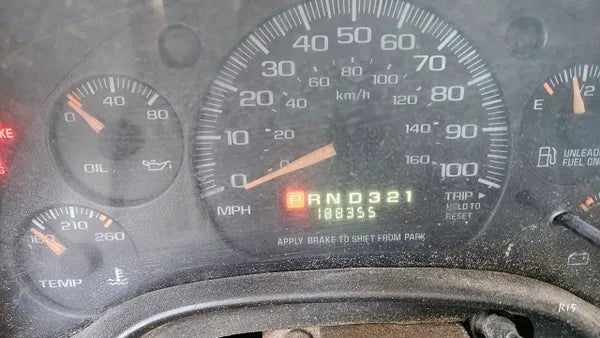 50
40 60
30 80 70
60 100
20 40 km/h 120 80
10 20 140 90
0 160 100
MPH
PRND321
188355
TRIP
HOLD TO
RESET
APPLY BRAKE TO SHIFT FROM PARK
0 40 80
OIL
210
260
TEMP
KE
E
UNLEAD
FUEL ON
R15